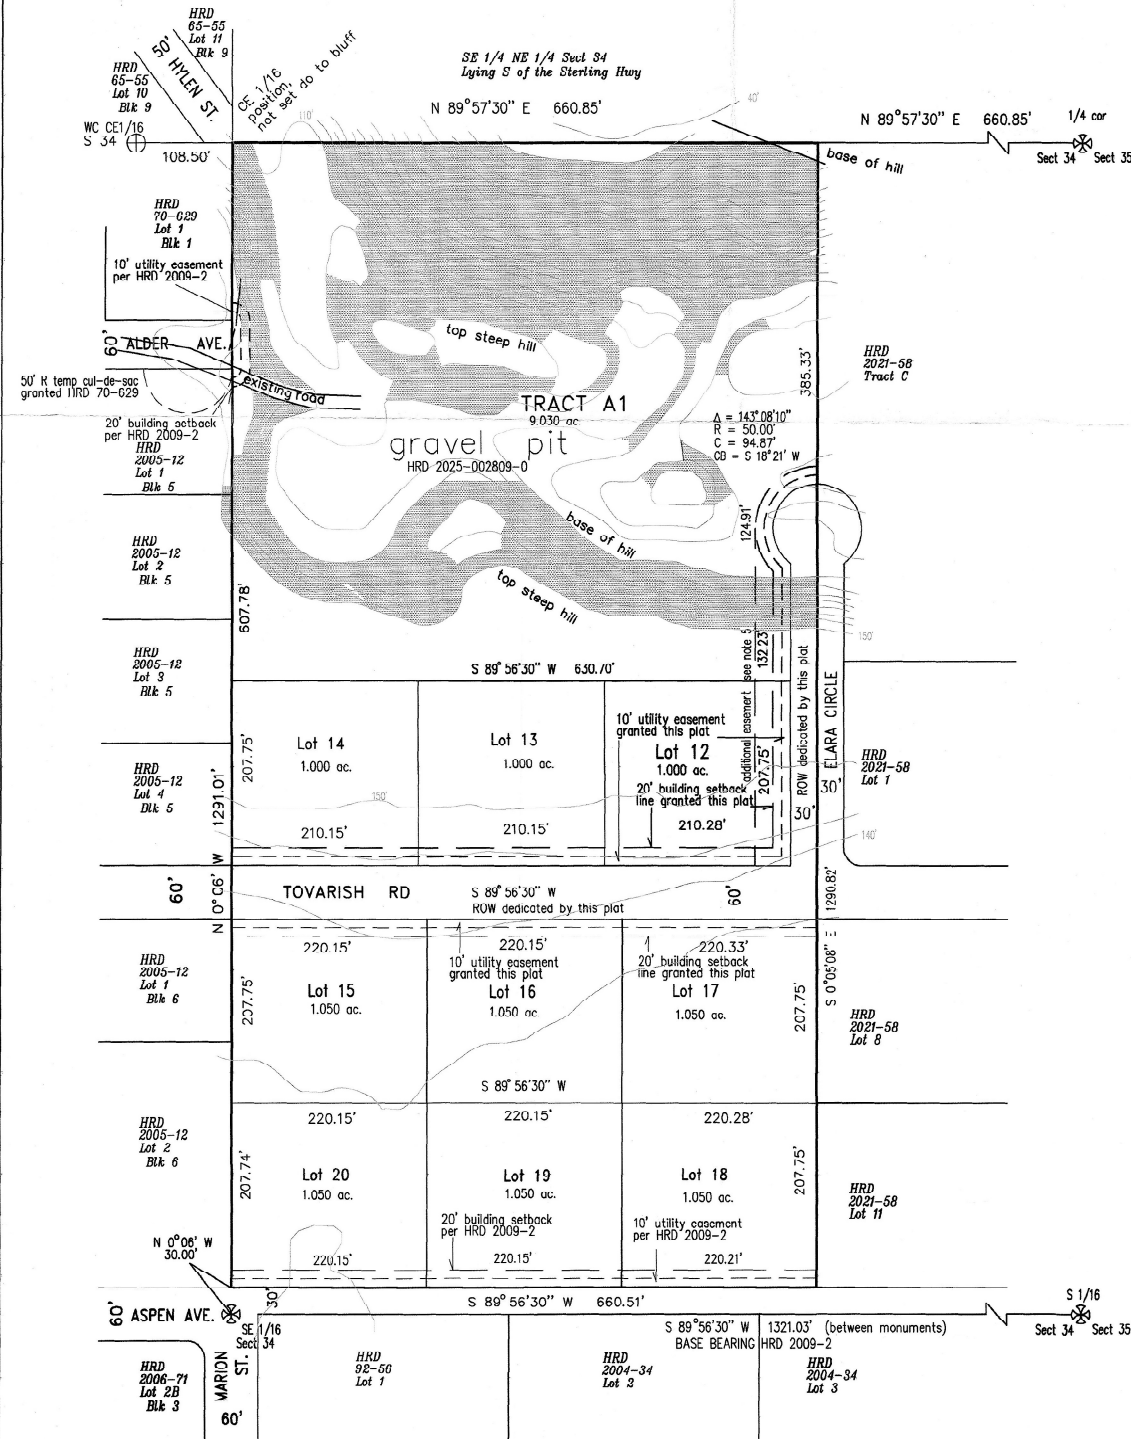 HRD
65-55
Lot 11
Blk 9
50' HYLEN ST.
HRD
65-55
Lot 10
Blk 9
CE 1/16
position,
not set do to bluff
SE 1/4 NE 1/4 Sect 34
Lying S of the Sterling Hwy
N 89°57'30" E 660.85'
40'
110'
N 89°57'30" E 660.85'
1/4 cor
Sect 34 Sect 35
WC CE1/16
S 34
108.50'
base of hill
HRD
70-629
Lot 1
Blk 1
10' utility easement
per HRD 2009-2
60' ALDER AVE.
50' R temp cul-de-sac
granted HRD 70-629
existing road
20' building setback
per HRD 2009-2
HRD
2005-12
Lot 1
Blk 5
top steep hill
TRACT A1
9.030 ac
gravel pit
HRD 2025-002809-0
385.33'
HRD
2021-58
Tract C
Δ = 143°08'10"
R = 50.00'
C = 94.87'
CB = S 18°21' W
124.91'
base of hill
top steep hill
HRD
2005-12
Lot 2
Blk 5
607.78'
150'
HRD
2005-12
Lot 3
Blk 5
S 89°56'30" W 630.70'
additional easement see note 5
132.23'
ROW dedicated by this plat
ELARA CIRCLE
Lot 14
1.000 ac.
Lot 13
1.000 ac.
10' utility easement
granted this plat
Lot 12
1.000 ac.
20' building setback
line granted this plat
207.75'
207.75'
30'
30'
HRD
2021-58
Lot 1
HRD
2005-12
Lot 4
Blk 5
150'
140'
210.15'
210.15'
210.28'
N 0°06' W 1291.01'
60'
TOVARISH RD
S 89°56'30" W
ROW dedicated by this plat
60'
S 0°05'08" E 1290.82'
220.15'
220.15'
220.33'
10' utility easement
granted this plat
20' building setback
line granted this plat
HRD
2005-12
Lot 1
Blk 6
207.75'
Lot 15
1.050 ac.
Lot 16
1.050 ac.
Lot 17
1.050 ac.
207.75'
HRD
2021-58
Lot 8
S 89°56'30" W
220.15'
220.15'
220.28'
HRD
2005-12
Lot 2
Blk 6
207.74'
Lot 20
1.050 ac.
Lot 19
1.050 ac.
Lot 18
1.050 ac.
207.75'
HRD
2021-58
Lot 11
20' building setback
per HRD 2009-2
10' utility easement
per HRD 2009-2
N 0°06' W
30.00'
220.15'
220.15'
220.21'
60' ASPEN AVE.
30'
S 89°56'30" W 660.51'
S 1/16
SE 1/16
Sect 34
S 89°56'30" W 1321.03' (between monuments)
BASE BEARING HRD 2009-2
Sect 34 Sect 35
HRD
2006-71
Lot 2B
Blk 3
MARION ST.
60'
HRD
92-50
Lot 1
HRD
2004-34
Lot 2
HRD
2004-34
Lot 3